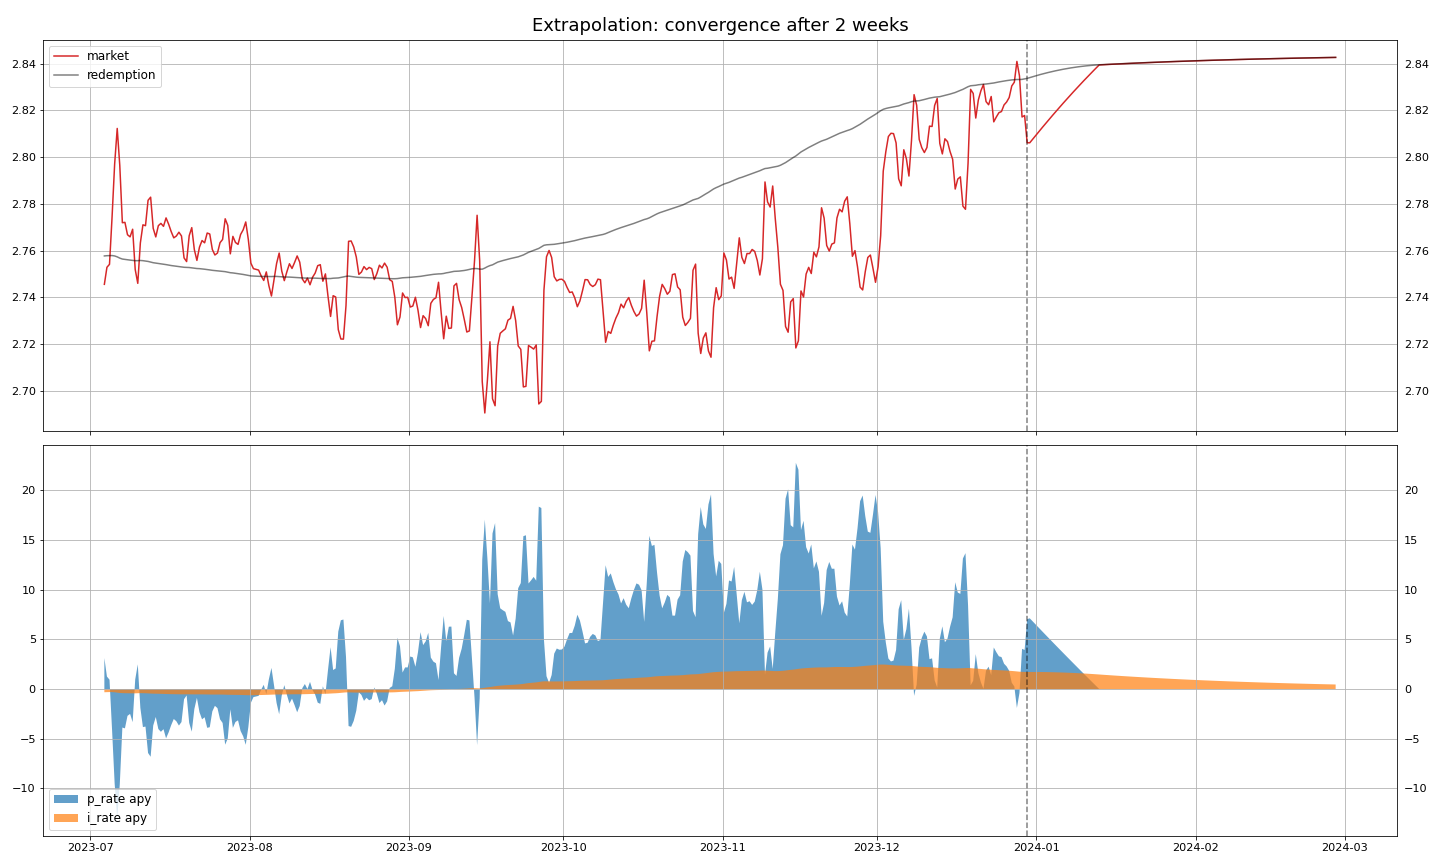 Extrapolation: convergence after 2 weeks
market
redemption
2.84 2.84
2.82 2.82
2.80 2.80
2.78 2.78
2.76 2.76
2.74 2.74
2.72 2.72
2.70 2.70
20 20
15 15
10 10
5 5
0 0
−5 −5
−10 −10
p_rate apy
i_rate apy
2023-07 2023-08 2023-09 2023-10 2023-11 2023-12 2024-01 2024-02 2024-03